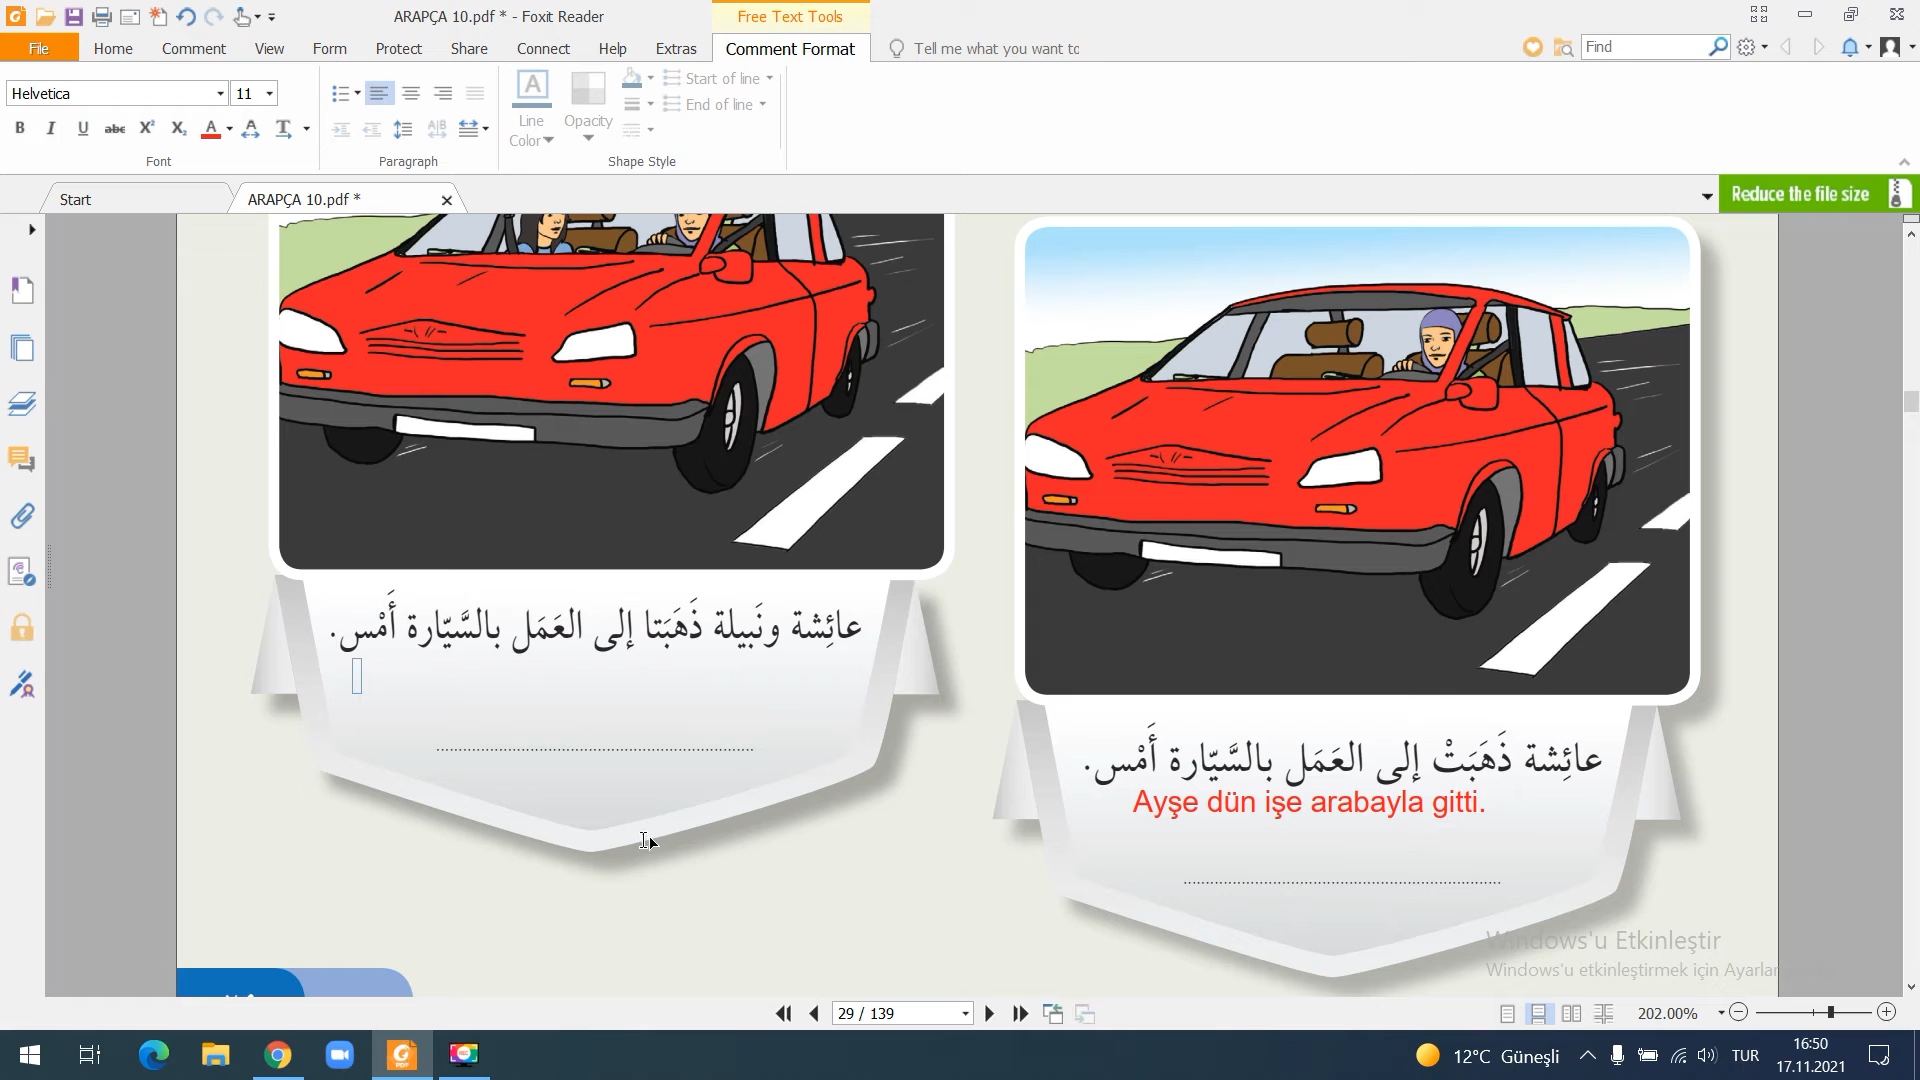 ARAPÇA 10.pdf * - Foxit Reader
Free Text Tools
File Home Comment View Form Protect Share Connect Help Extras Comment Format Tell me what you want to Find
Helvetica 11
Start of line
End of line
Line Color
Opacity
Font Paragraph Shape Style
Start
ARAPÇA 10.pdf *
Reduce the file size
عائِشة ونَبيلة ذَهَبَتا إلى العَمَل بالسَّيّارة أَمْس.
عائِشة ذَهَبَتْ إلى العَمَل بالسَّيّارة أَمْس.
Ayşe dün işe arabayla gitti.
Windows'u Etkinleştir
Windows'u etkinleştirmek için Ayarlar
29 / 139
202.00%
12°C Güneşli
TUR
16:50
17.11.2021